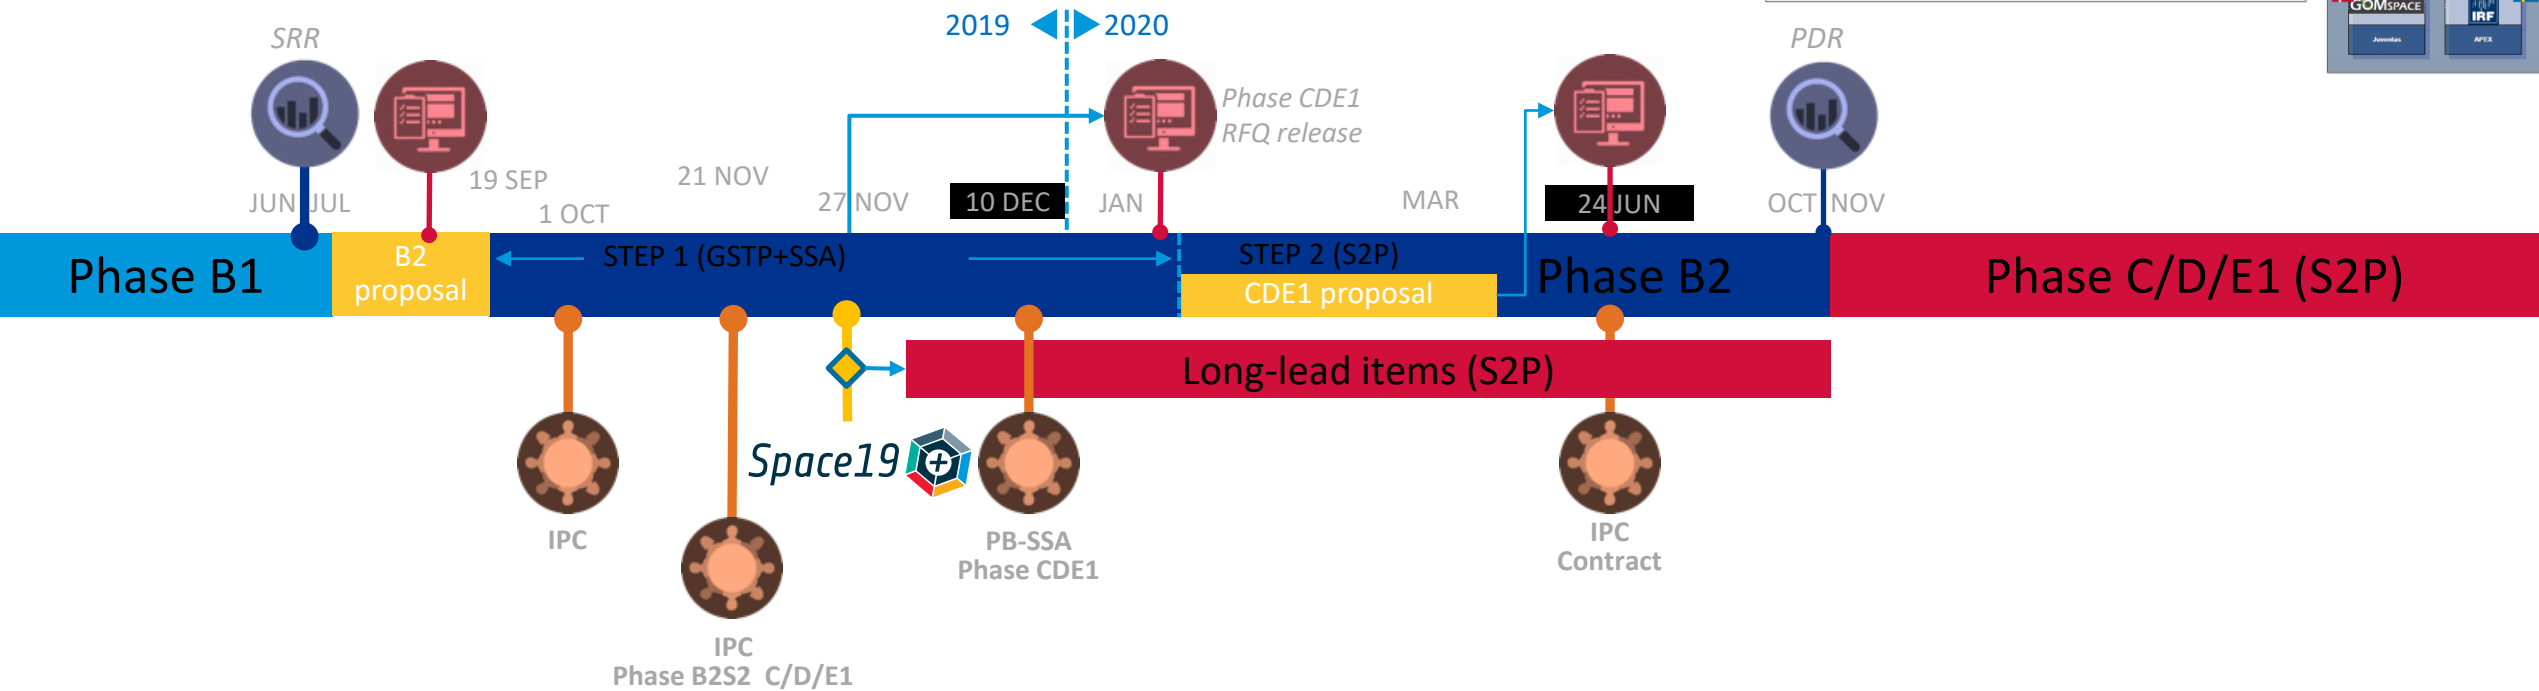 2019
2020
GOMSPACE
IRF
Juventas
APEX
SRR
PDR
Phase CDE1
RFQ release
19 SEP
21 NOV
JUN
JUL
1 OCT
27 NOV
10 DEC
JAN
MAR
24 JUN
OCT
NOV
Phase B1
B2
proposal
STEP 1 (GSTP+SSA)
STEP 2 (S2P)
CDE1 proposal
Phase B2
Phase C/D/E1 (S2P)
Long-lead items (S2P)
Space19+
IPC
PB-SSA
Phase CDE1
IPC
Contract
IPC
Phase B2S2 C/D/E1